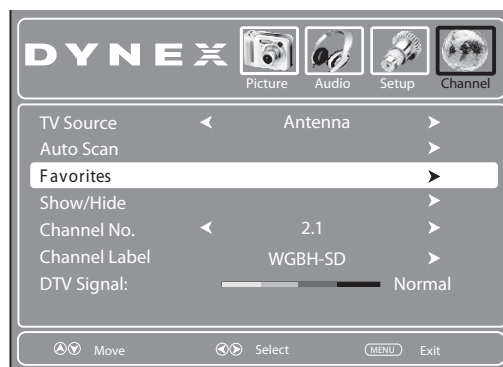 DYNEX
Picture Audio Setup Channel
TV Source Antenna
Auto Scan
Favorites
Show/Hide
Channel No. 2.1
Channel Label WGBH-SD
DTV Signal: Normal
Move Select MENU Exit